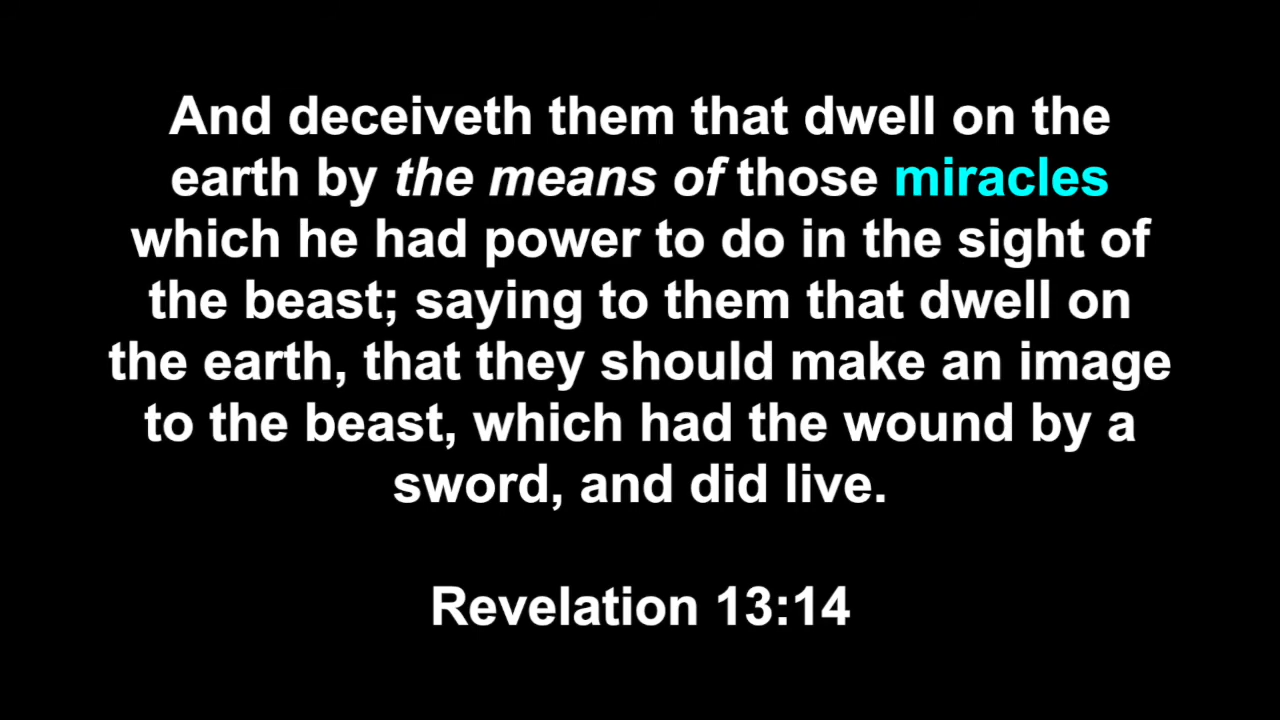 And deceiveth them that dwell on the
earth by the means of those miracles
which he had power to do in the sight of
the beast; saying to them that dwell on
the earth, that they should make an image
to the beast, which had the wound by a
sword, and did live.
Revelation 13:14